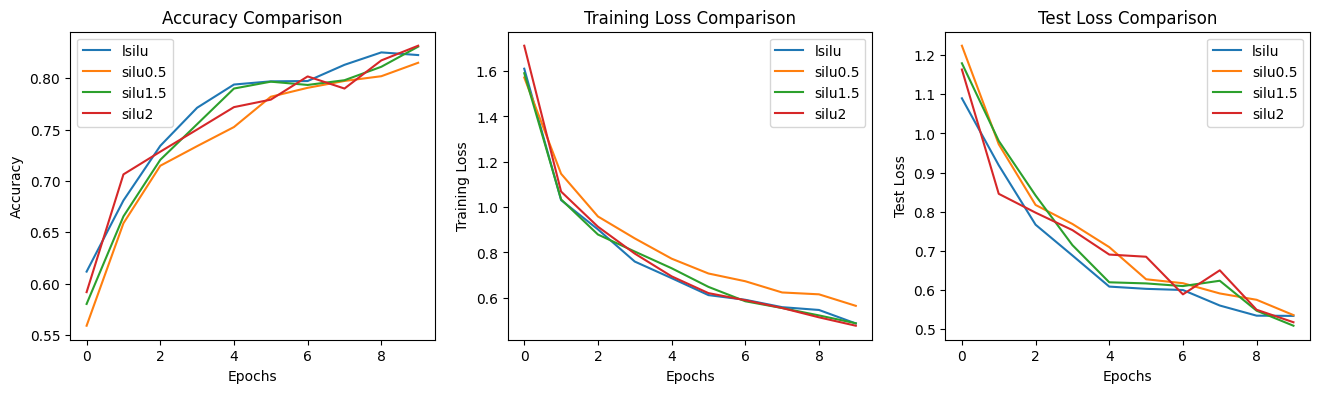 Accuracy Comparison
lsilu
silu0.5
silu1.5
silu2
0.80
0.75
0.70
0.65
0.60
0.55
Accuracy
0 2 4 6 8
Epochs
Training Loss Comparison
lsilu
silu0.5
silu1.5
silu2
1.6
1.4
1.2
1.0
0.8
0.6
Training Loss
0 2 4 6 8
Epochs
Test Loss Comparison
lsilu
silu0.5
silu1.5
silu2
1.2
1.1
1.0
0.9
0.8
0.7
0.6
0.5
Test Loss
0 2 4 6 8
Epochs